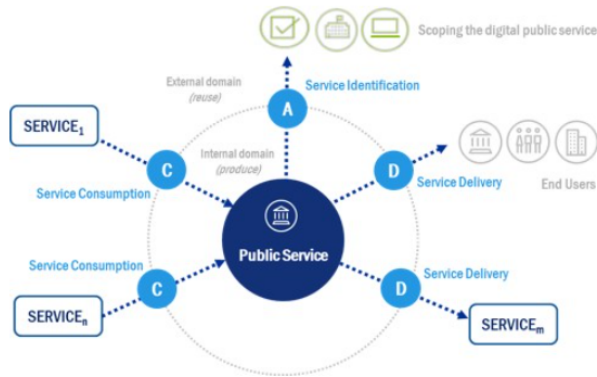 Scoping the digital public service
External domain
(reuse)
Service Identification
A
SERVICE1
Internal domain
(produce)
C
D
Service Consumption
Service Delivery
End Users
Public Service
Service Consumption
Service Delivery
C
D
SERVICEn
SERVICEm